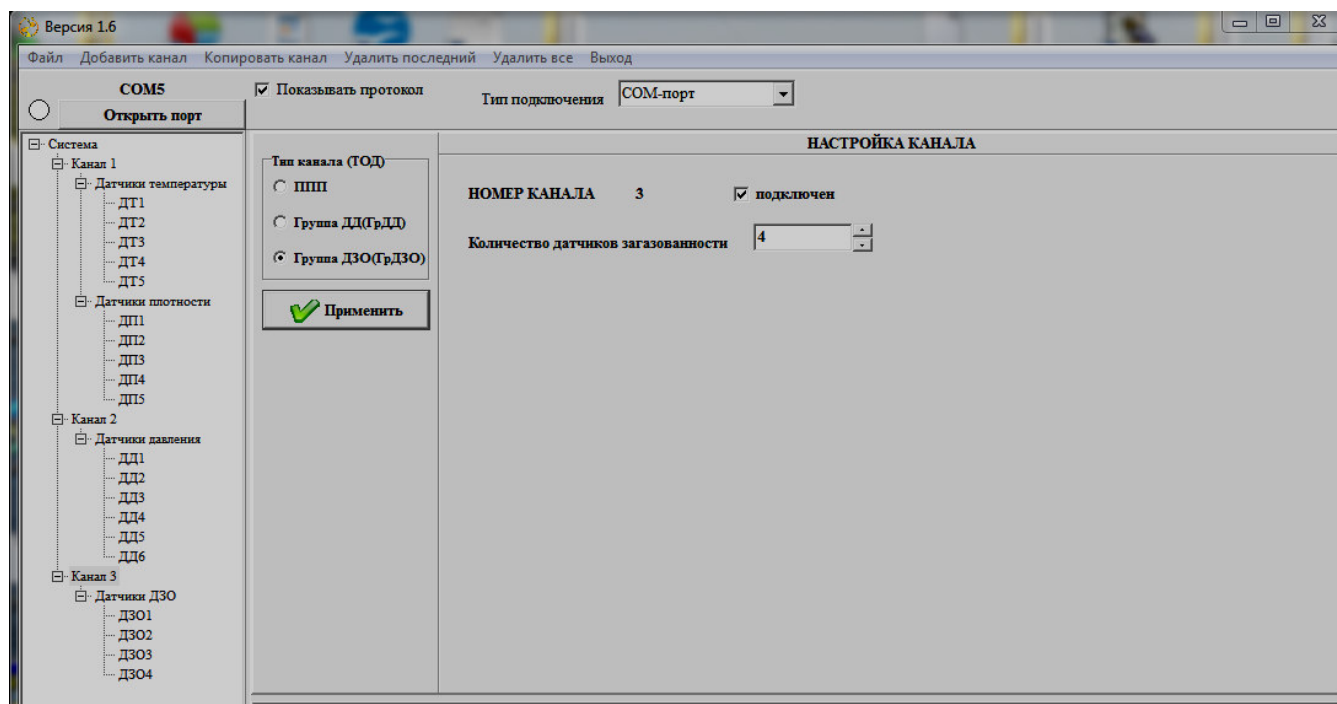 Версия 1.6
Файл Добавить канал Копировать канал Удалить последний Удалить все Выход
COM5
Открыть порт
Показывать протокол
Тип подключения COM-порт
Система
Канал 1
Датчики температуры
ДТ1
ДТ2
ДТ3
ДТ4
ДТ5
Датчики плотности
ДП1
ДП2
ДП3
ДП4
ДП5
Канал 2
Датчики давления
ДД1
ДД2
ДД3
ДД4
ДД5
ДД6
Канал 3
Датчики ДЗО
ДЗО1
ДЗО2
ДЗО3
ДЗО4
Тип канала (ТОД)
ППП
Группа ДД(ГрДД)
Группа ДЗО(ГрДЗО)
Применить
НАСТРОЙКА КАНАЛА
НОМЕР КАНАЛА 3 подключен
Количество датчиков загазованности 4